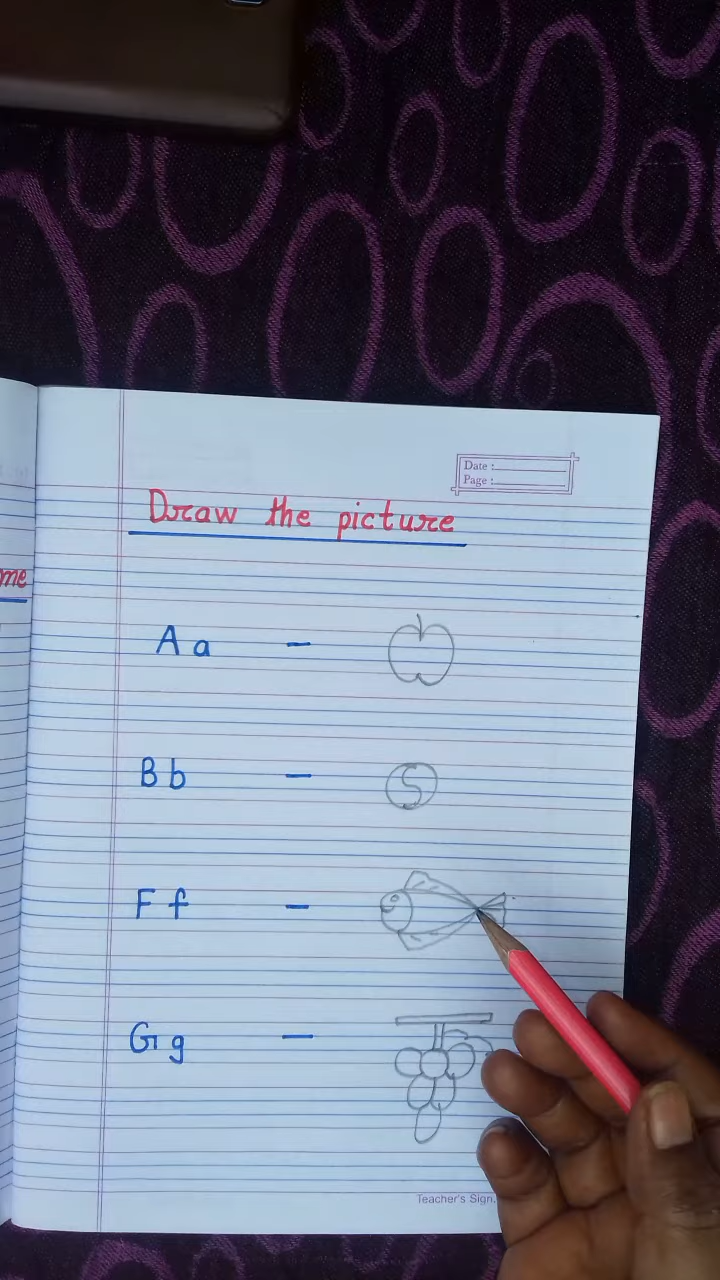 Date :
Page :
Draw the picture
me
A a –
B b – S
F f –
G g –
Teacher's Sign.